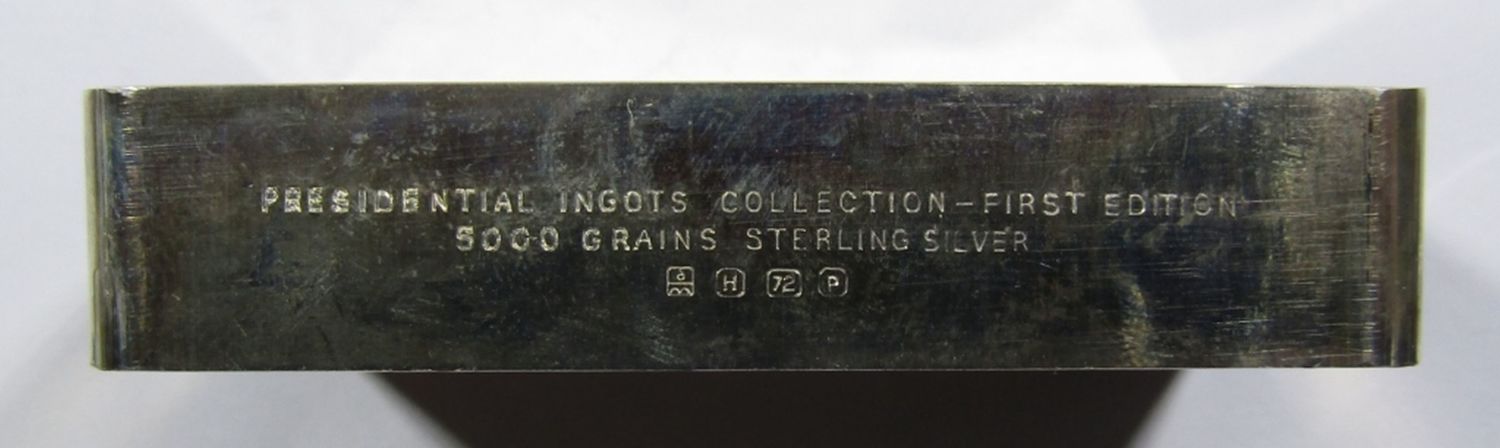 PRESIDENTIAL INGOTS COLLECTION-FIRST EDITION
5000 GRAINS STERLING SILVER
H 72 P